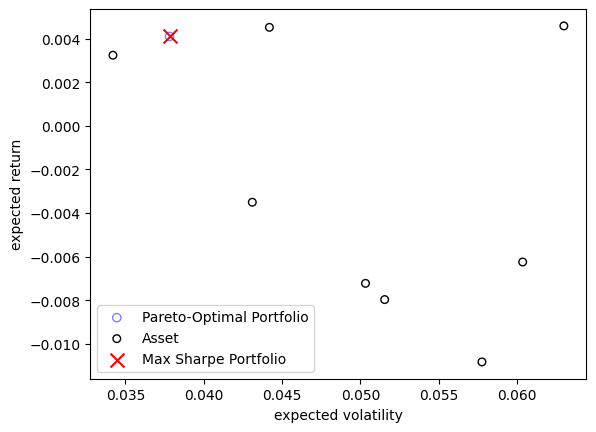 0.004
0.002
0.000
−0.002
−0.004
−0.006
−0.008
−0.010
expected return
Pareto-Optimal Portfolio
Asset
Max Sharpe Portfolio
0.035 0.040 0.045 0.050 0.055 0.060
expected volatility